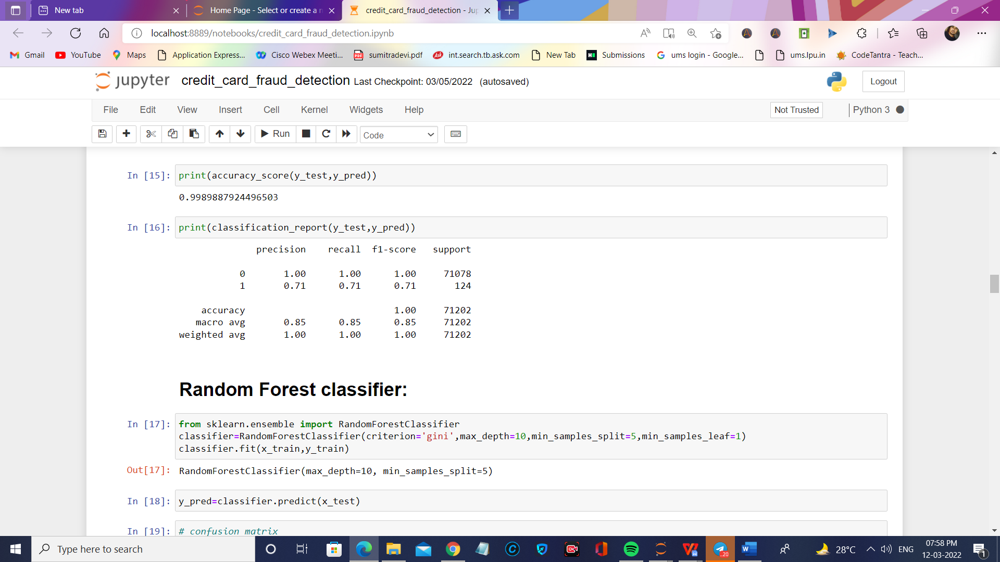 New tab
Home Page - Select or create a n
credit_card_fraud_detection - Jup
localhost:8889/notebooks/credit_card_fraud_detection.ipynb
Gmail YouTube Maps Application Express... Cisco Webex Meeti... sumitradevi.pdf int.search.tb.ask.com New Tab Submissions ums login - Google... ums.lpu.in CodeTantra - Teach...
jupyter credit_card_fraud_detection Last Checkpoint: 03/05/2022 (autosaved) Logout
File Edit View Insert Cell Kernel Widgets Help Not Trusted Python 3
Run Code
In [15]: print(accuracy_score(y_test,y_pred))
0.9989887924496503
In [16]: print(classification_report(y_test,y_pred))
precision recall f1-score support
0 1.00 1.00 1.00 71078
1 0.71 0.71 0.71 124
accuracy 1.00 71202
macro avg 0.85 0.85 0.85 71202
weighted avg 1.00 1.00 1.00 71202
Random Forest classifier:
In [17]: from sklearn.ensemble import RandomForestClassifier
classifier=RandomForestClassifier(criterion='gini',max_depth=10,min_samples_split=5,min_samples_leaf=1)
classifier.fit(x_train,y_train)
Out[17]: RandomForestClassifier(max_depth=10, min_samples_split=5)
In [18]: y_pred=classifier.predict(x_test)
In [19]: # confusion matrix
Type here to search
28°C ENG
07:58 PM
12-03-2022